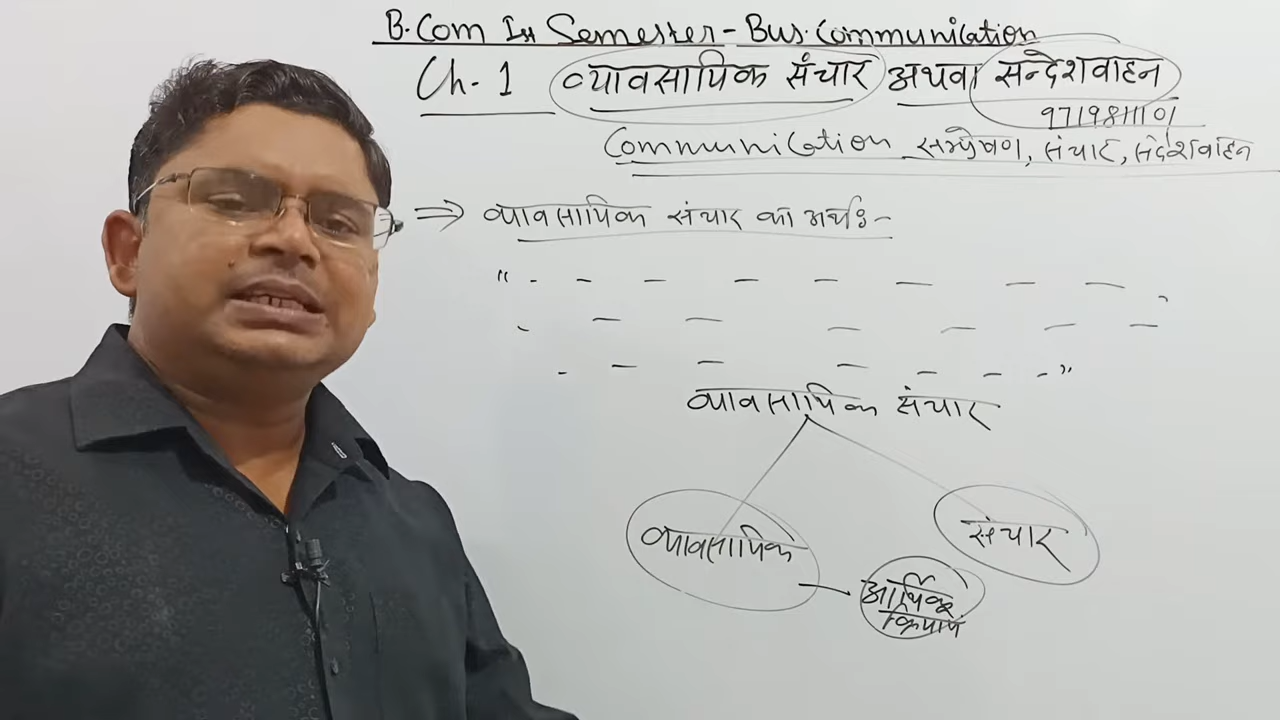 B.Com Ist Semester - Bus. Communication
Ch. 1 व्यावसायिक संचार अथवा सन्देशवाहन
9719811101
Communication सम्प्रेषण, संचार, संदेशवाहन
⇒ व्यावसायिक संचार का अर्थ :-
व्यावसायिक संचार
व्यावसायिक
संचार
आर्थिक
क्रियाएं